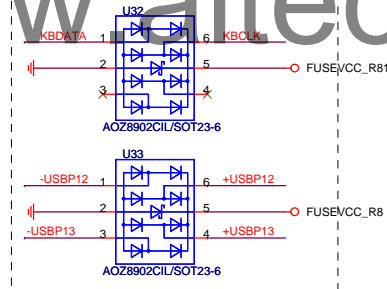 w.aitec
U32
KBDATA 1 6 KBCLK
2 5 FUSEVCC_R81
3 4
AOZ8902CIL/SOT23-6
U33
-USBP12 1 6 +USBP12
2 5 FUSEVCC_R8
-USBP13 3 4 +USBP13
AOZ8902CIL/SOT23-6